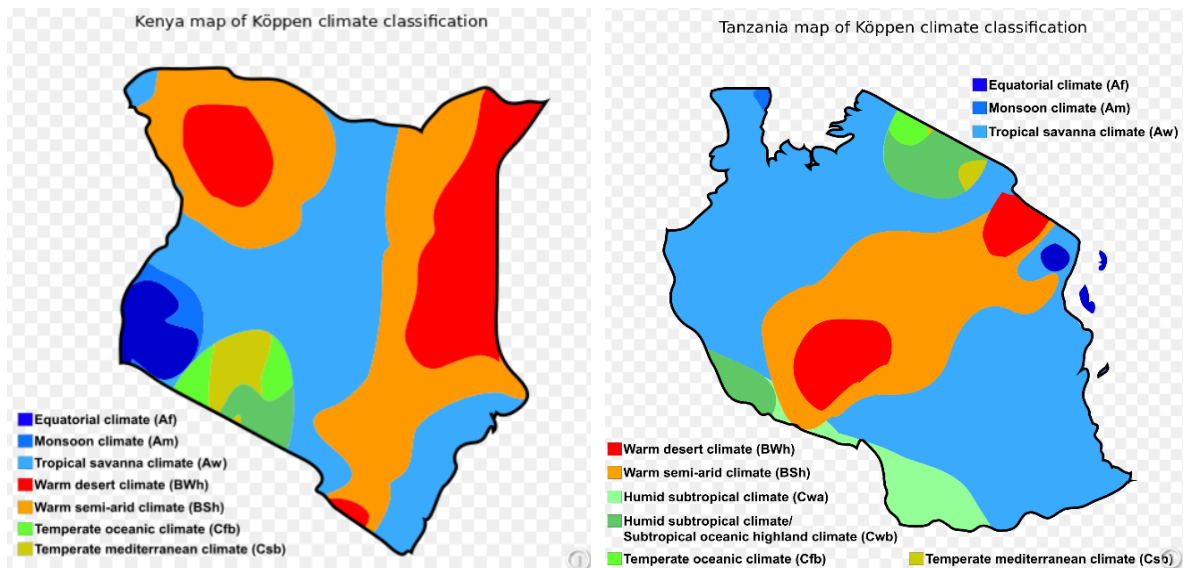 Kenya map of Köppen climate classification
Equatorial climate (Af)
Monsoon climate (Am)
Tropical savanna climate (Aw)
Warm desert climate (BWh)
Warm semi-arid climate (BSh)
Temperate oceanic climate (Cfb)
Temperate mediterranean climate (Csb)
Tanzania map of Köppen climate classification
Equatorial climate (Af)
Monsoon climate (Am)
Tropical savanna climate (Aw)
Warm desert climate (BWh)
Warm semi-arid climate (BSh)
Humid subtropical climate (Cwa)
Humid subtropical climate/
Subtropical oceanic highland climate (Cwb)
Temperate oceanic climate (Cfb)
Temperate mediterranean climate (Csb)